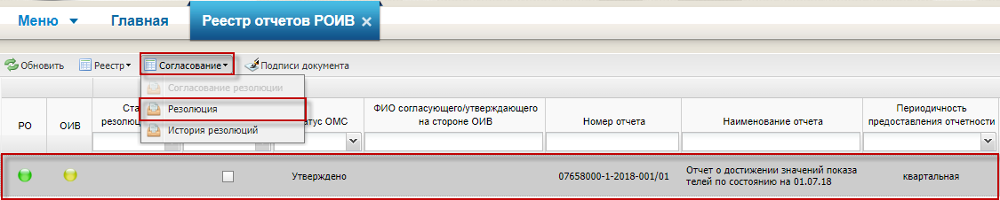 Меню Главная Реестр отчетов РОИВ
Обновить Реестр Согласование Подписи документа
Согласование резолюции
Резолюция
История резолюций
РО ОИВ
Ста
резолю
атус ОМС
ФИО согласующего/утверждающего
на стороне ОИВ
Номер отчета
Наименование отчета
Периодичность
предоставления отчетности
Утверждено
07658000-1-2018-001/01
Отчет о достижении значений показа
телей по состоянию на 01.07.18
квартальная